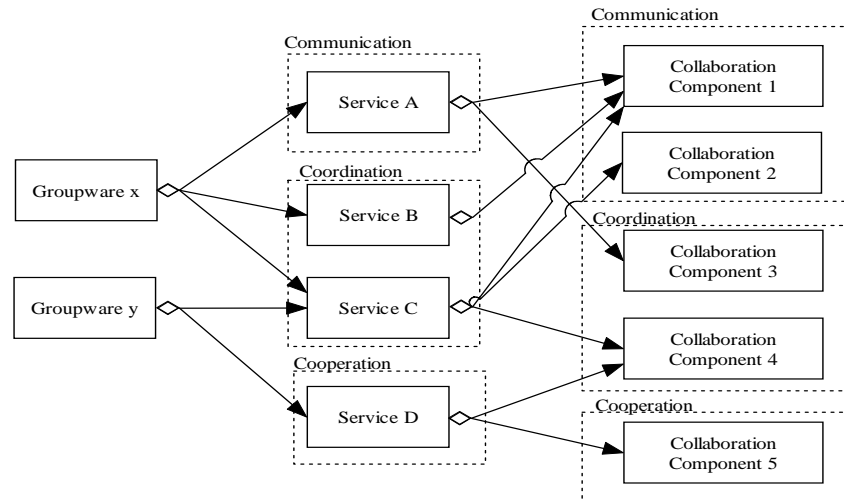 Communication
Communication
Collaboration
Component 1
Service A
Collaboration
Component 2
Coordination
Groupware x
Service B
Coordination
Collaboration
Component 3
Groupware y
Service C
Collaboration
Component 4
Cooperation
Service D
Cooperation
Collaboration
Component 5